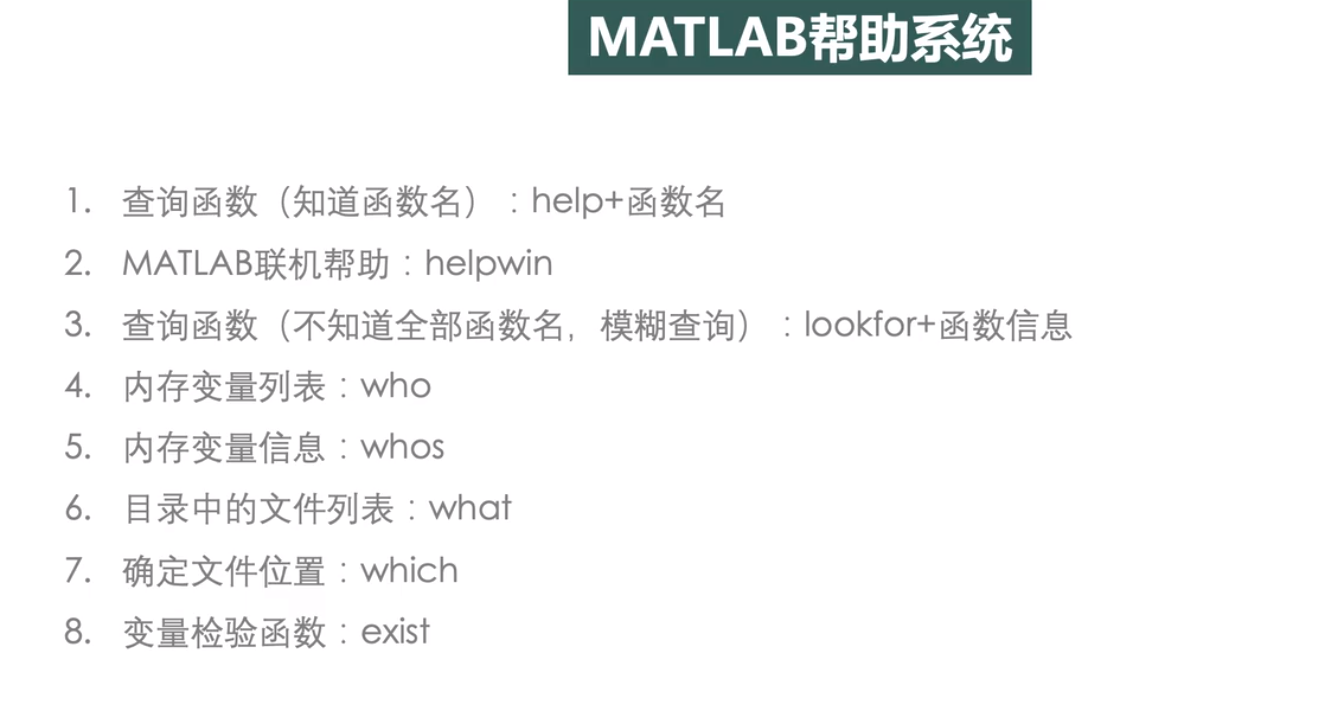 MATLAB帮助系统
1. 查询函数（知道函数名）：help+函数名
2. MATLAB联机帮助：helpwin
3. 查询函数（不知道全部函数名，模糊查询）：lookfor+函数信息
4. 内存变量列表：who
5. 内存变量信息：whos
6. 目录中的文件列表：what
7. 确定文件位置：which
8. 变量检验函数：exist